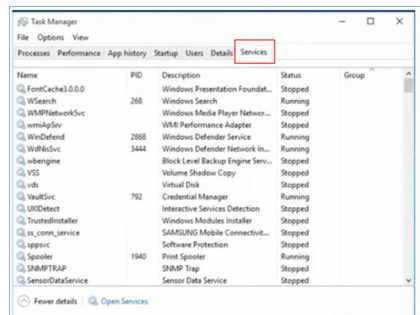 Task Manager
File Options View
Processes Performance App history Startup Users Details Services
Name PID Description Status Group
FontCache3.0.0.0 Windows Presentation Foundat... Stopped
WSearch 268 Windows Search Running
WMPNetworkSvc Windows Media Player Networ... Stopped
wmiApSrv WMI Performance Adapter Stopped
WinDefend 2868 Windows Defender Service Running
WdNisSvc 3444 Windows Defender Network In... Running
wbengine Block Level Backup Engine Serv... Stopped
VSS Volume Shadow Copy Stopped
vds Virtual Disk Stopped
VaultSvc 792 Credential Manager Running
UI0Detect Interactive Services Detection Stopped
TrustedInstaller Windows Modules Installer Stopped
ss_conn_service SAMSUNG Mobile Connectivit... Stopped
sppsvc Software Protection Stopped
Spooler 1940 Print Spooler Running
SNMPTRAP SNMP Trap Stopped
SensorDataService Sensor Data Service Stopped
Fewer details Open Services